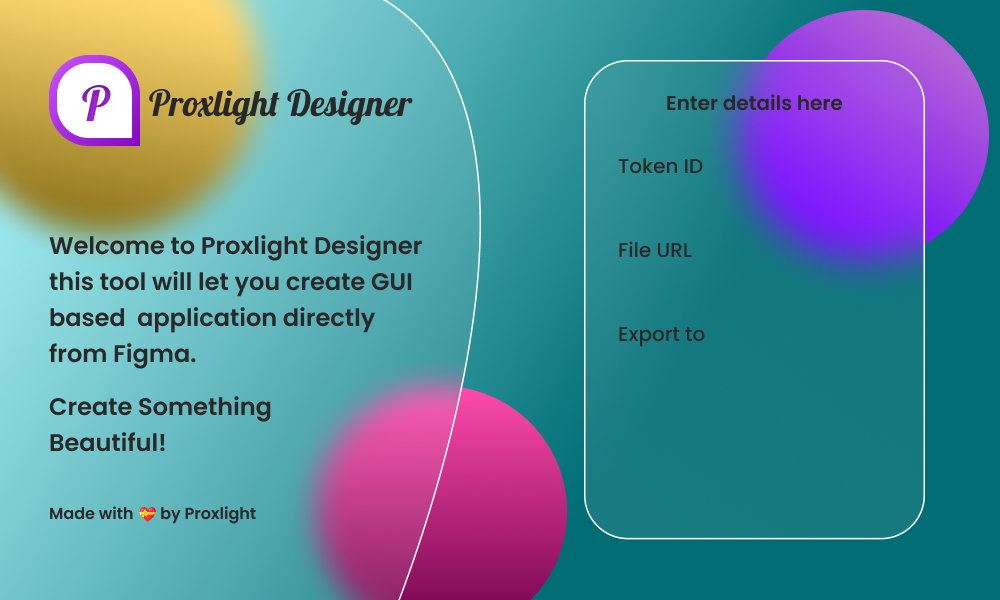 P
Proxlight Designer
Welcome to Proxlight Designer
this tool will let you create GUI
based  application directly
from Figma.
Create Something
Beautiful!
Made with 💝 by Proxlight
Enter details here
Token ID
File URL
Export to